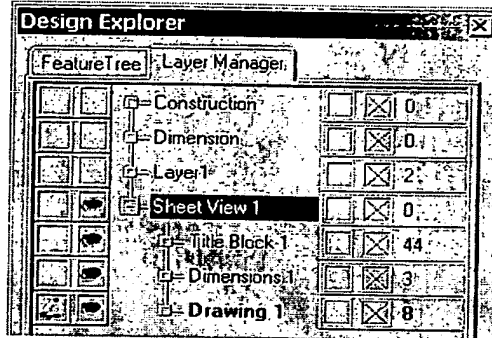 Design Explorer
FeatureTree Layer Manager
Construction 0
Dimension 0
Layer1 2
Sheet View 1 0
Title Block 1 44
Dimensions 1 3
Drawing 1 8